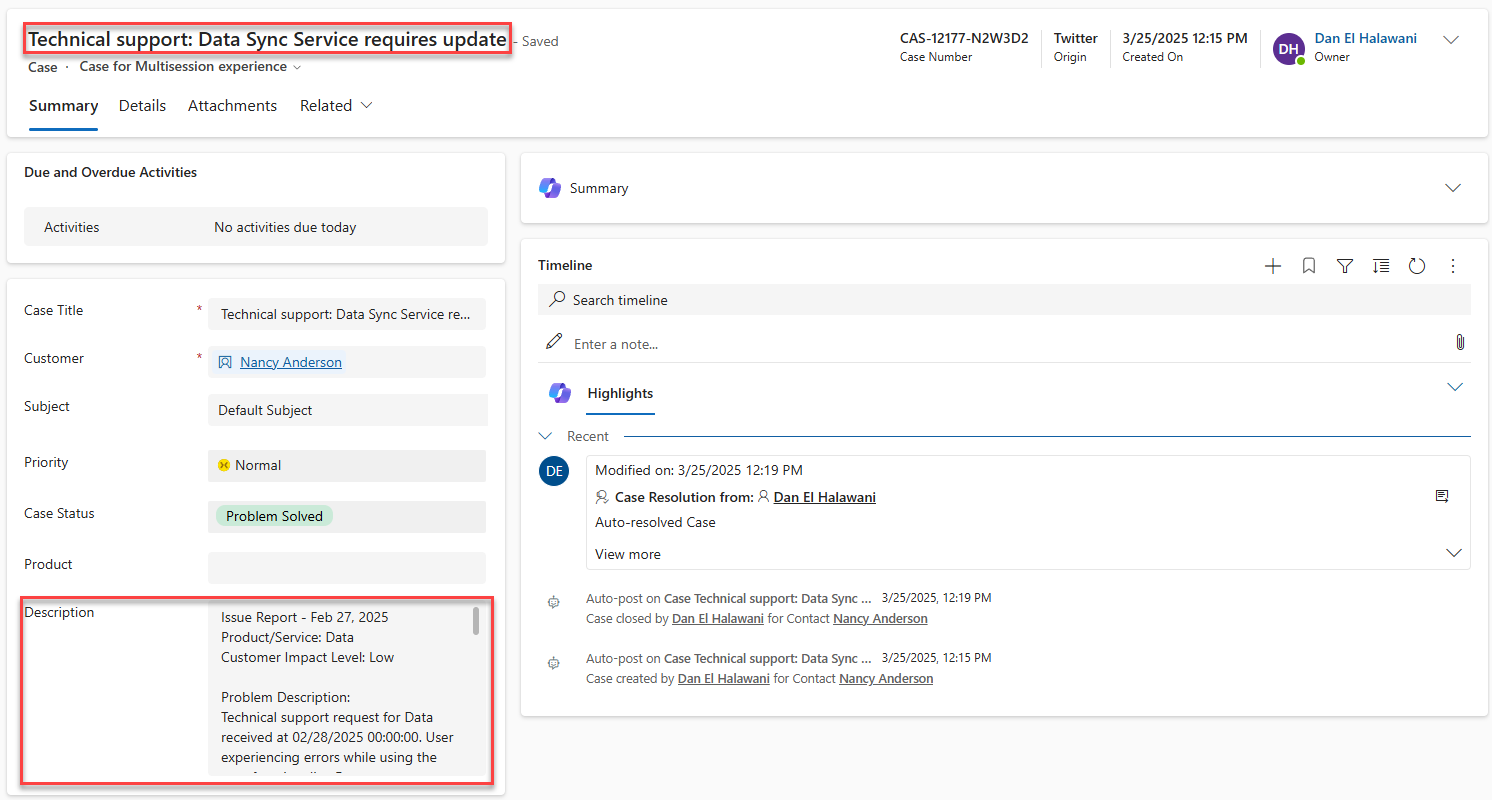 Technical support: Data Sync Service requires update - Saved
Case · Case for Multisession experience
CAS-12177-N2W3D2
Case Number
Twitter
Origin
3/25/2025 12:15 PM
Created On
DH
Dan El Halawani
Owner
Summary Details Attachments Related
Due and Overdue Activities
Activities No activities due today
Case Title * Technical support: Data Sync Service re...
Customer * Nancy Anderson
Subject Default Subject
Priority Normal
Case Status Problem Solved
Product
Description
Issue Report - Feb 27, 2025
Product/Service: Data
Customer Impact Level: Low
Problem Description:
Technical support request for Data
received at 02/28/2025 00:00:00. User
experiencing errors while using the
Summary
Timeline
Search timeline
Enter a note...
Highlights
Recent
DE
Modified on: 3/25/2025 12:19 PM
Case Resolution from: Dan El Halawani
Auto-resolved Case
View more
Auto-post on Case Technical support: Data Sync ... 3/25/2025, 12:19 PM
Case closed by Dan El Halawani for Contact Nancy Anderson
Auto-post on Case Technical support: Data Sync ... 3/25/2025, 12:15 PM
Case created by Dan El Halawani for Contact Nancy Anderson